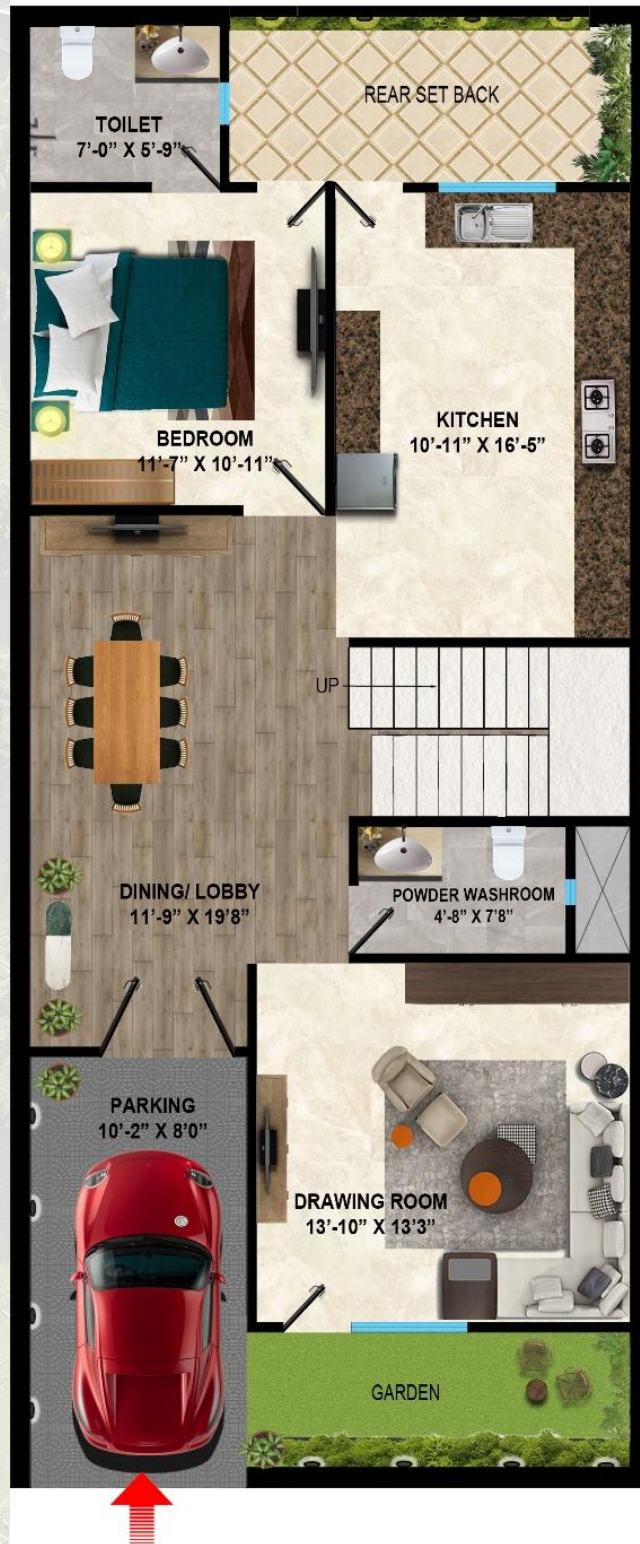 REAR SET BACK
TOILET
7'-0” X 5'-9”
KITCHEN
10'-11” X 16'-5”
BEDROOM
11'-7” X 10'-11”
UP
DINING/ LOBBY
11'-9” X 19'8”
POWDER WASHROOM
4'-8” X 7'8”
PARKING
10'-2” X 8'0”
DRAWING ROOM
13'-10” X 13'3”
GARDEN